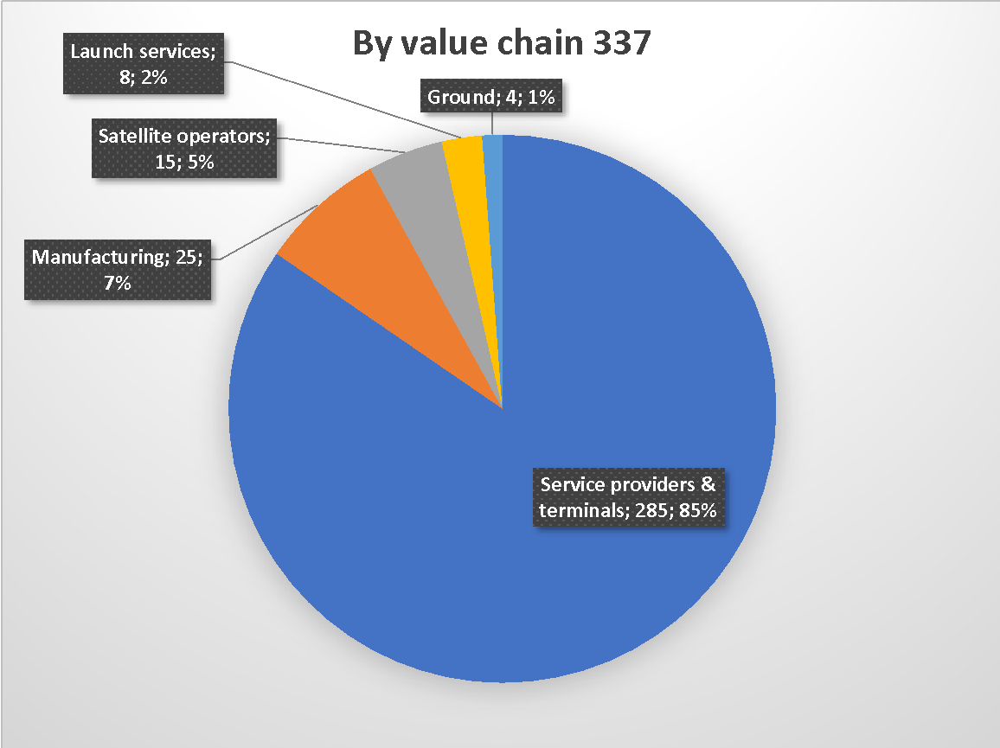 By value chain 337
Launch services;
8; 2%
Ground; 4; 1%
Satellite operators;
15; 5%
Manufacturing; 25;
7%
Service providers &
terminals; 285; 85%